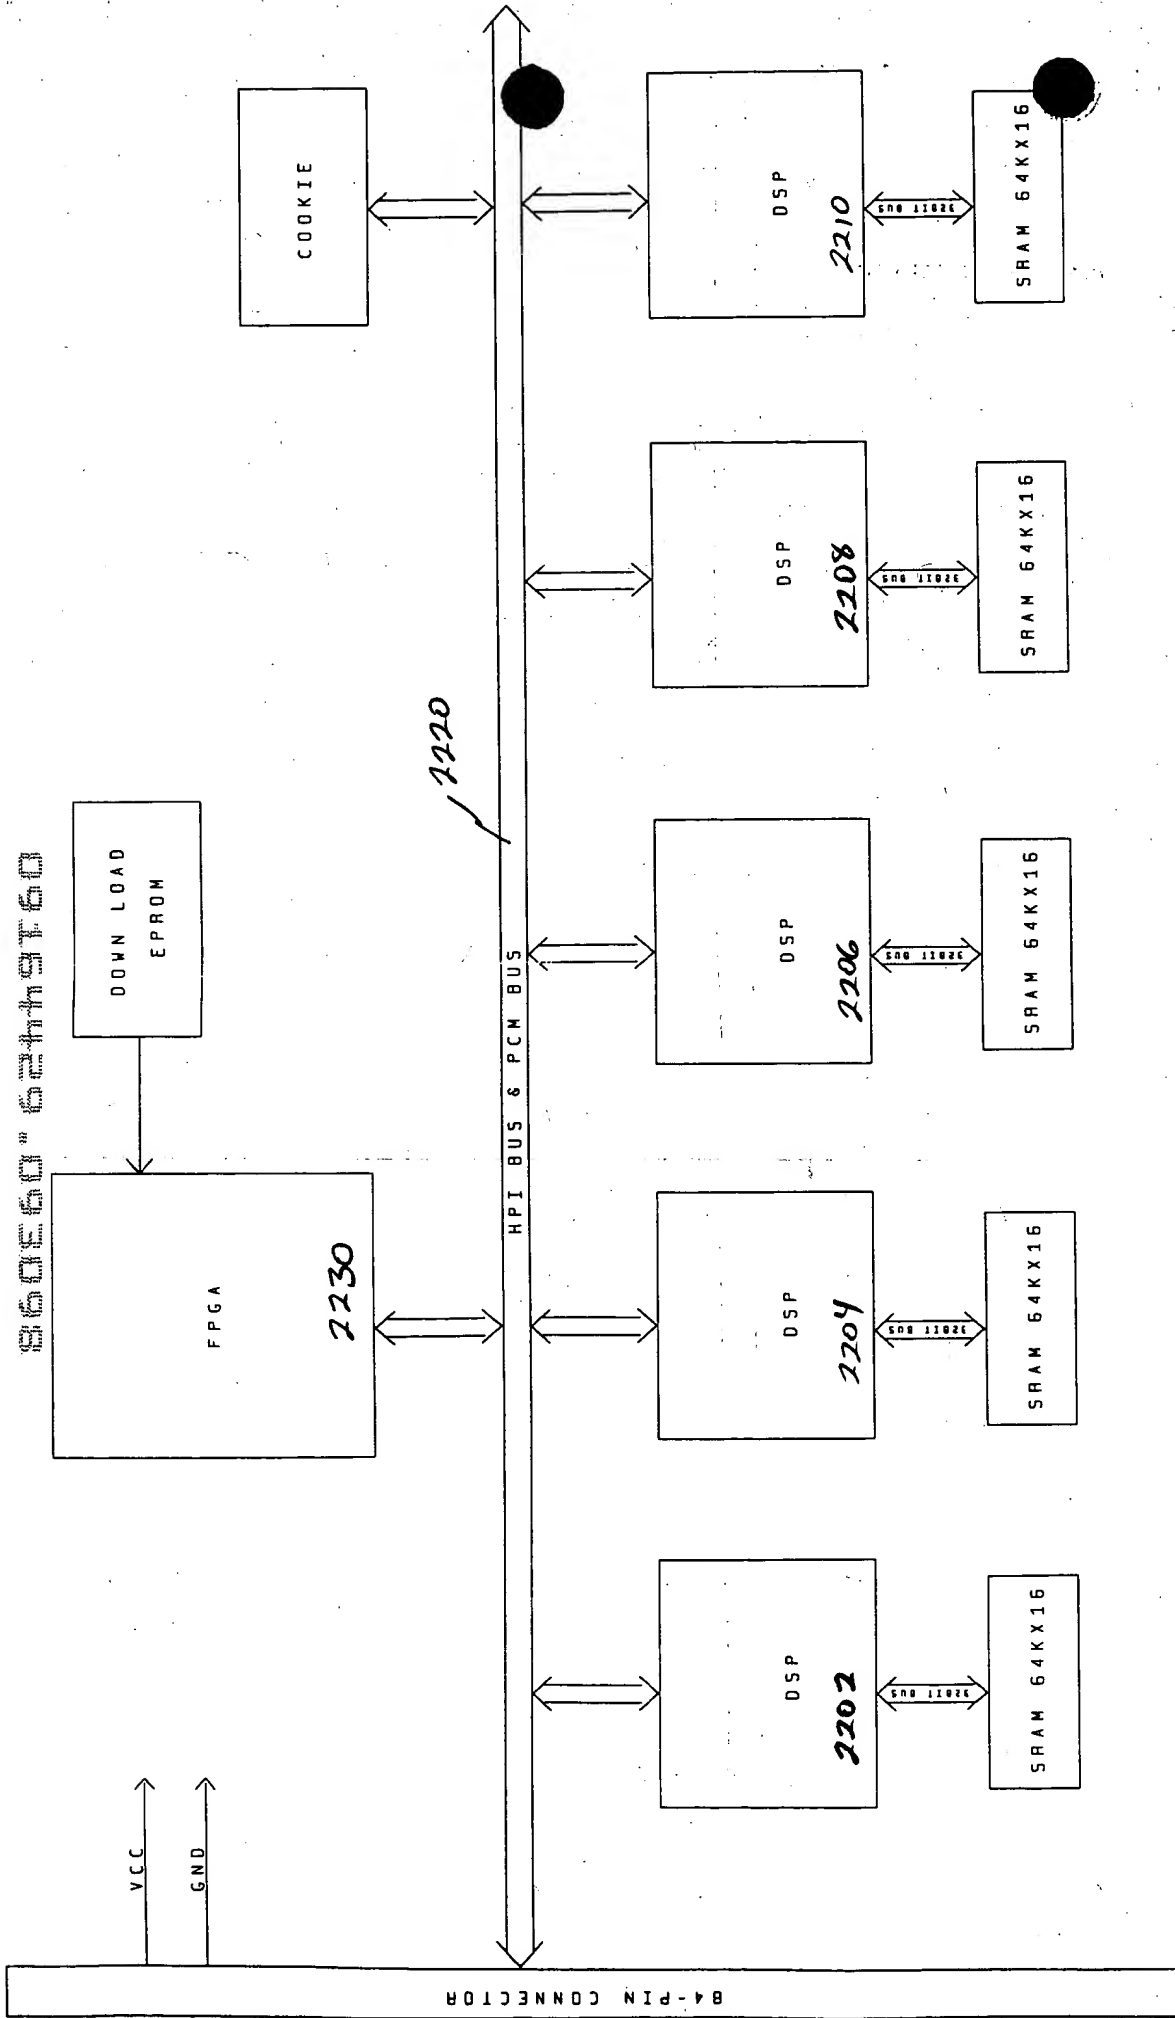 09164429.093098
VCC
GND
FPGA
2230
DOWN LOAD
EPROM
COOKIE
84-PIN CONNECTOR
HPI BUS & PCM BUS
2220
DSP
2202
DSP
2204
DSP
2206
DSP
2208
DSP
2210
32BIT BUS
32BIT BUS
32BIT BUS
32BIT BUS
32BIT BUS
SRAM 64KX16
SRAM 64KX16
SRAM 64KX16
SRAM 64KX16
SRAM 64KX16